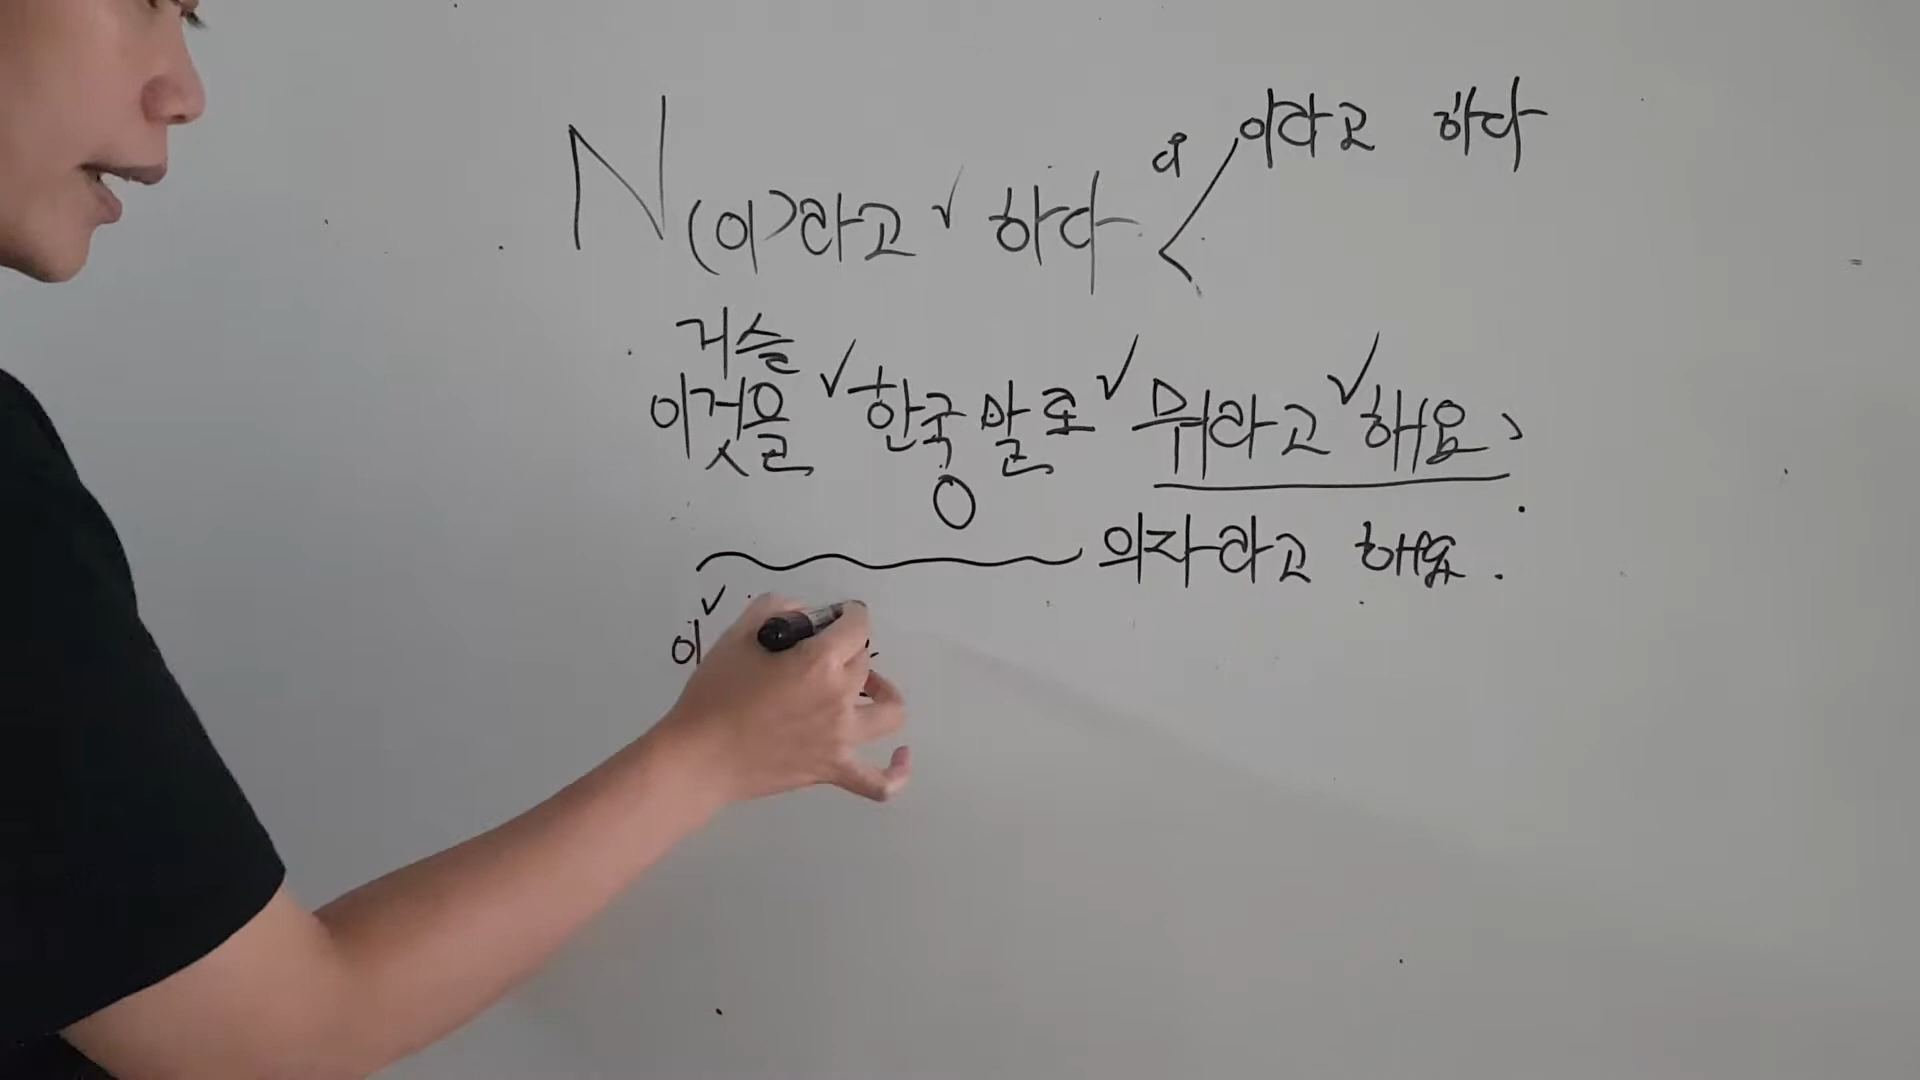 이라고 하다
N(이)라고 ✓ 하다
거슬
이것을 ✓ 한국말로 ✓ 뭐라고 ✓ 해요?
ㅇ
의자라고 해요.
✓
이